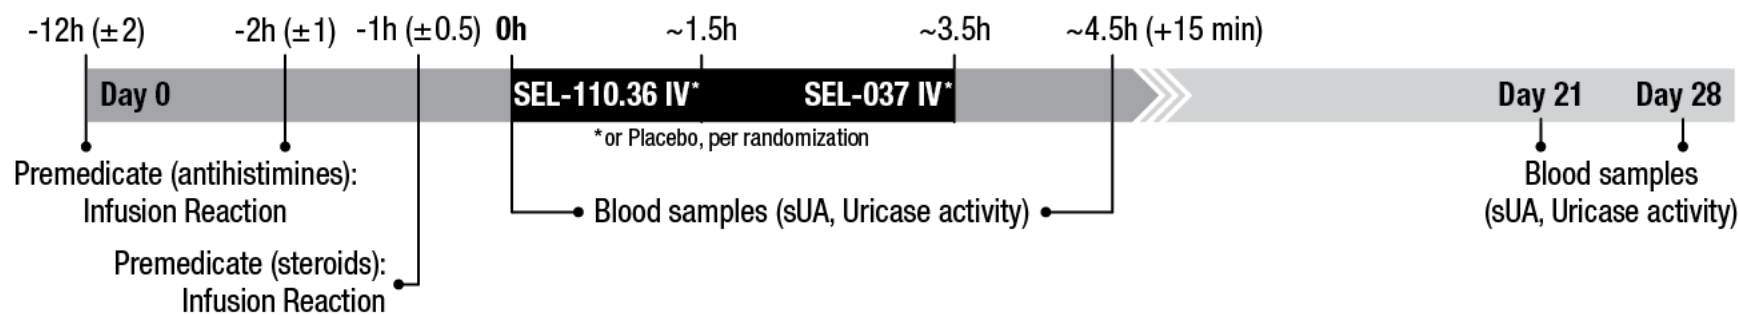 -12h (±2)
-2h (±1)
-1h (±0.5)
0h
~1.5h
~3.5h
~4.5h (+15 min)
Day 0
SEL-110.36 IV*
SEL-037 IV*
Day 21
Day 28
*or Placebo, per randomization
Premedicate (antihistimines):
Infusion Reaction
Blood samples (sUA, Uricase activity)
Blood samples
(sUA, Uricase activity)
Premedicate (steroids):
Infusion Reaction